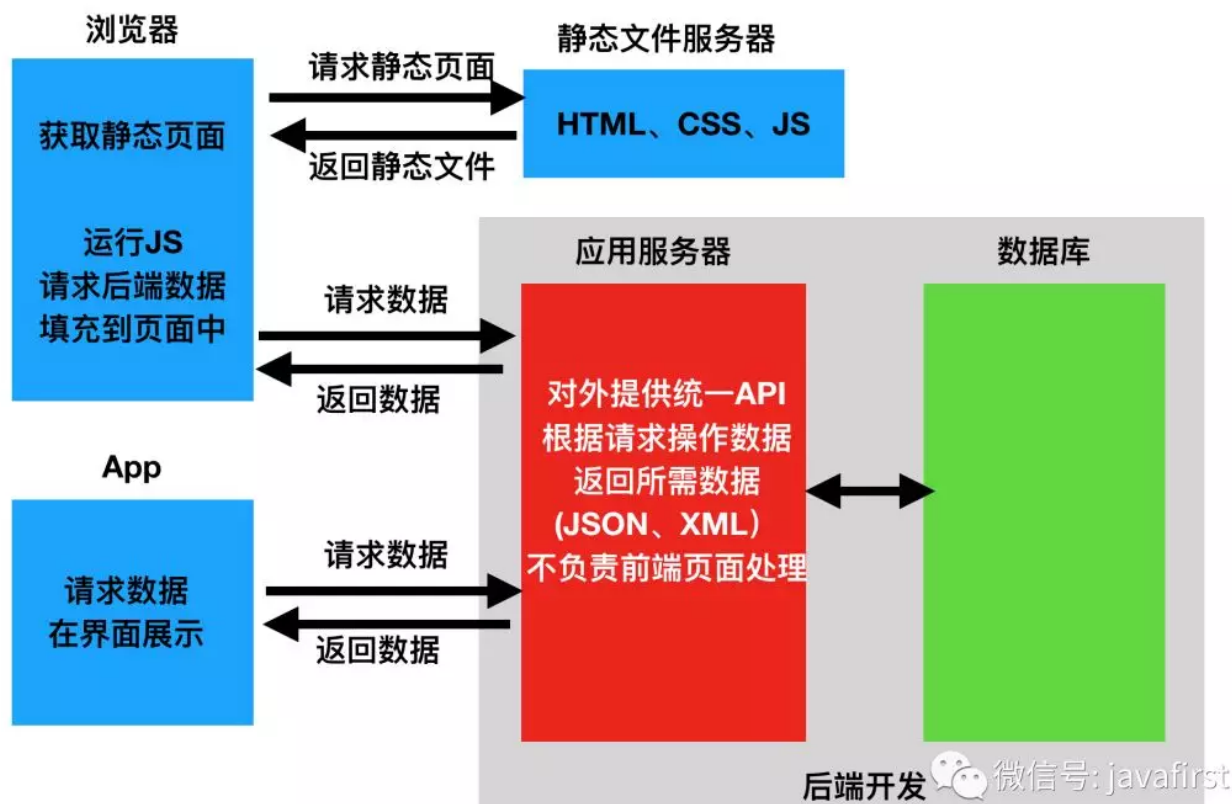 浏览器
静态文件服务器
请求静态页面
HTML、CSS、JS
获取静态页面
返回静态文件
运行JS
请求后端数据
填充到页面中
应用服务器
数据库
请求数据
返回数据
对外提供统一API
根据请求操作数据
返回所需数据
(JSON、XML）
不负责前端页面处理
App
请求数据
在界面展示
请求数据
返回数据
后端开发
微信号: javafirst